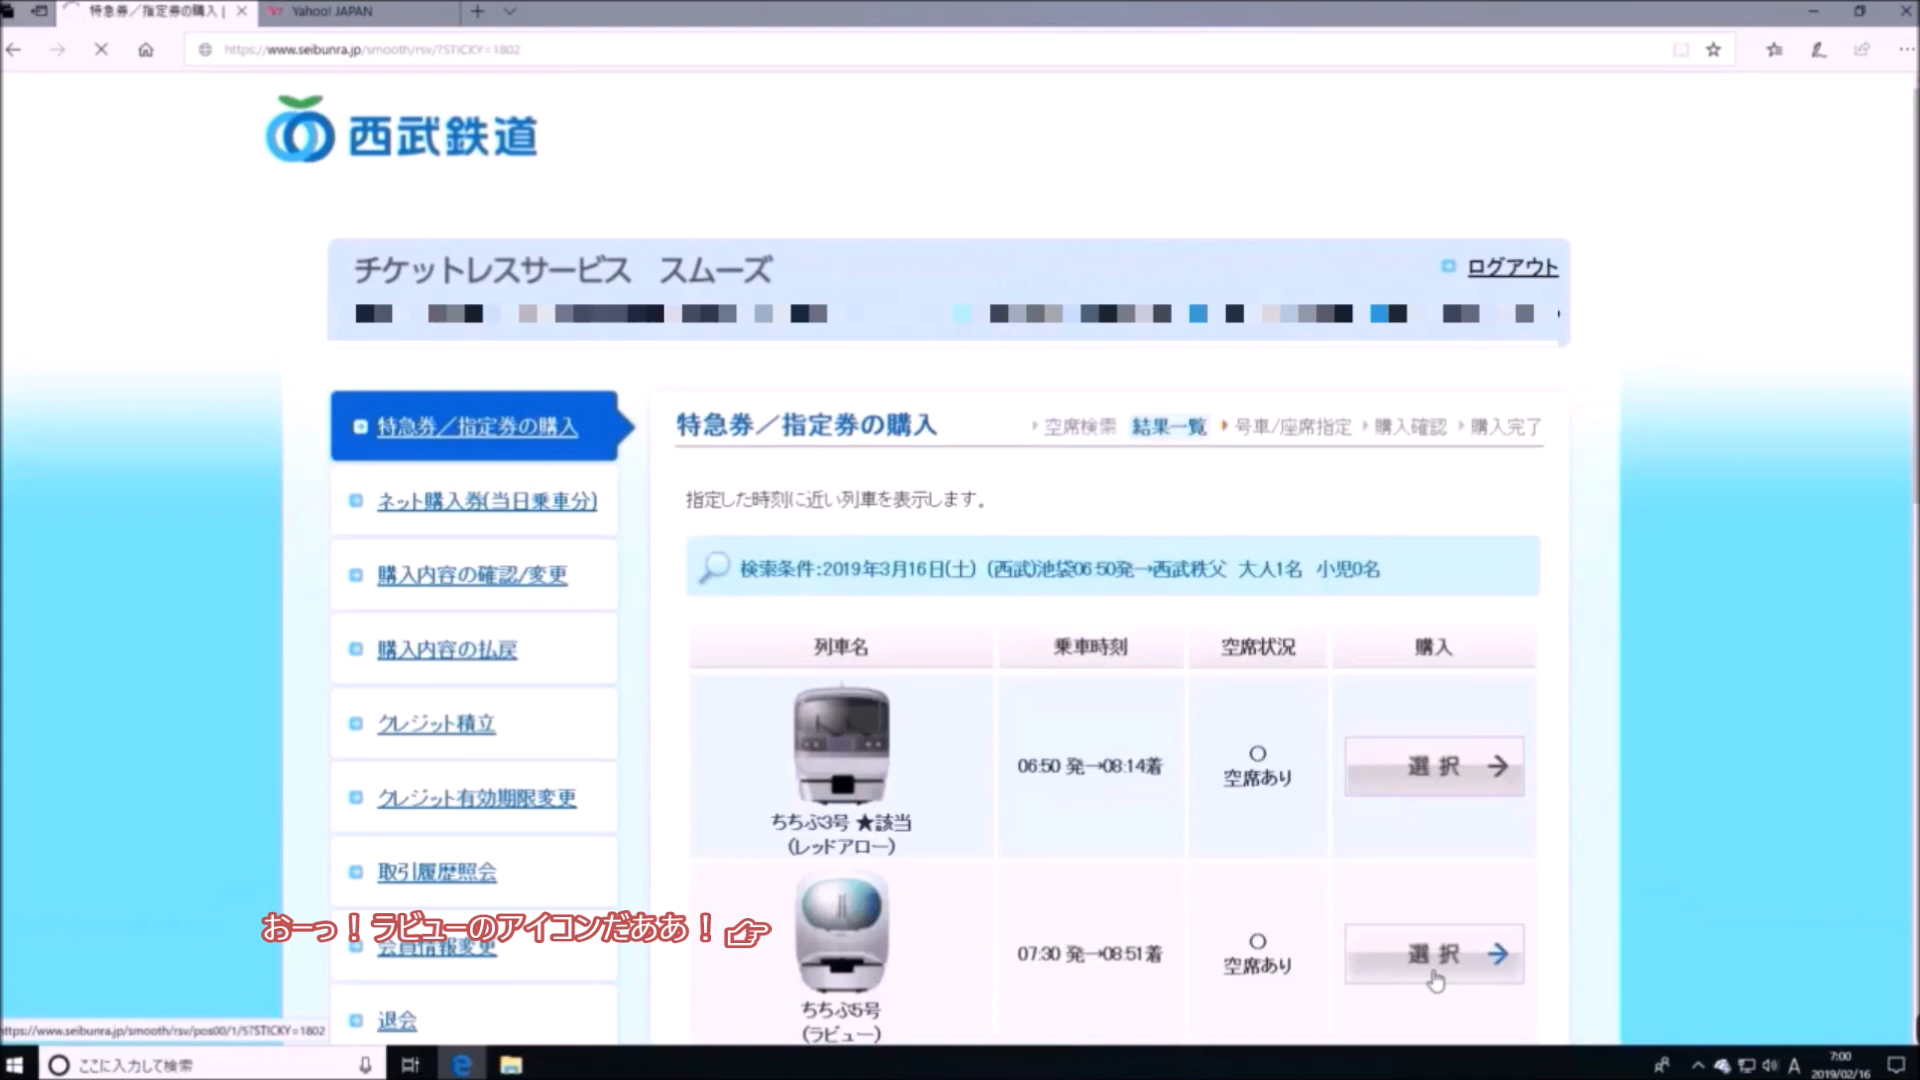 特急券／指定券の購入 |
Yahoo! JAPAN
https://www.seibunra.jp/smooth/rsv/?STICKY=1802
西武鉄道
チケットレスサービス　スムーズ
ログアウト
特急券／指定券の購入
ネット購入券(当日乗車分)
購入内容の確認/変更
購入内容の払戻
クレジット積立
クレジット有効期限変更
取引履歴照会
会員情報変更
退会
特急券／指定券の購入
空席検索 結果一覧 号車/座席指定 購入確認 購入完了
指定した時刻に近い列車を表示します。
検索条件:2019年3月16日(土) (西武)池袋06:50発→西武秩父 大人1名 小児0名
列車名 乗車時刻 空席状況 購入
ちちぶ3号 ★該当
(レッドアロー)
06:50 発→08:14着
○
空席あり
選 択 →
ちちぶ5号
(ラビュー)
07:30 発→08:51着
○
空席あり
選 択 →
おーっ！ラビューのアイコンだああ！
https://www.seibunra.jp/smooth/rsv/pos00/1/5?STICKY=1802
ここに入力して検索
A
7:00
2019/02/16